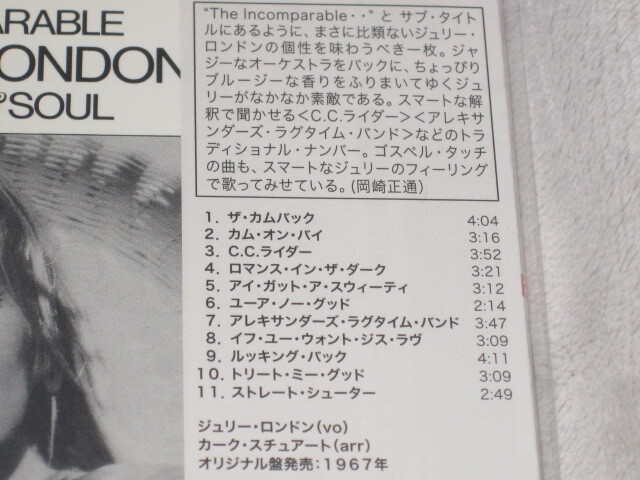 ARABLE
ONDON
SOUL
"The Incomparable・・"と サブ・タイト
ルにあるように、まさに比類ないジュリー・
ロンドンの個性を味わうべき一枚。ジャ
ジーなオーケストラをバックに、ちょっぴり
ブルージーな香りをふりまいてゆくジュ
リーがなかなか素敵である。スマートな解
釈で聞かせる<C.C.ライダー><アレキ
サンダーズ・ラグタイム・バンド>などのトラ
ディショナル・ナンバー。ゴスペル・タッチ
の曲も、スマートなジュリーのフィーリング
で歌ってみせている。(岡崎正通)
1. ザ・カムバック 4:04
2. カム・オン・バイ 3:16
3. C.C.ライダー 3:52
4. ロマンス・イン・ザ・ダーク 3:21
5. アイ・ガット・ア・スウィーティ 3:12
6. ユーア・ノー・グッド 2:14
7. アレキサンダーズ・ラグタイム・バンド 3:47
8. イフ・ユー・ウォント・ジス・ラヴ 3:09
9. ルッキング・バック 4:11
10. トリート・ミー・グッド 3:09
11. ストレート・シューター 2:49
ジュリー・ロンドン(vo)
カーク・スチュアート(arr)
オリジナル盤発売：1967年